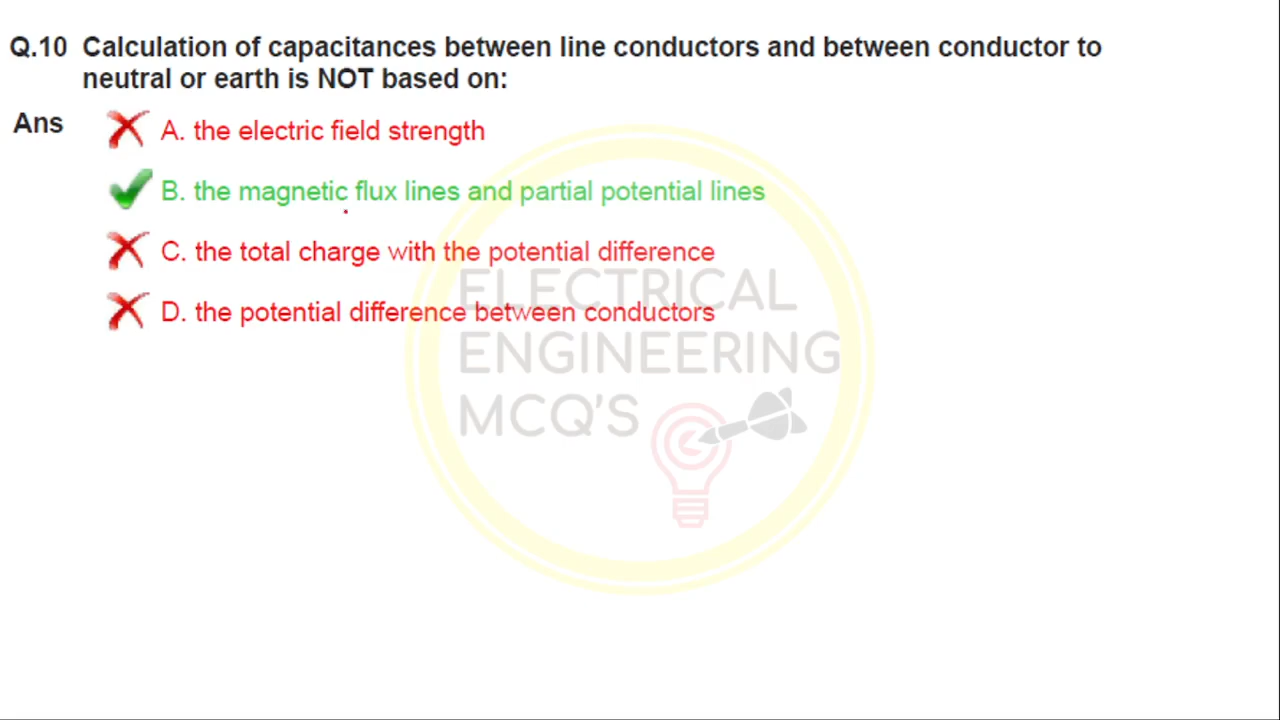 Q.10 Calculation of capacitances between line conductors and between conductor to
neutral or earth is NOT based on:
Ans
A. the electric field strength
B. the magnetic flux lines and partial potential lines
C. the total charge with the potential difference
D. the potential difference between conductors
ELECTRICAL
ENGINEERING
MCQ'S